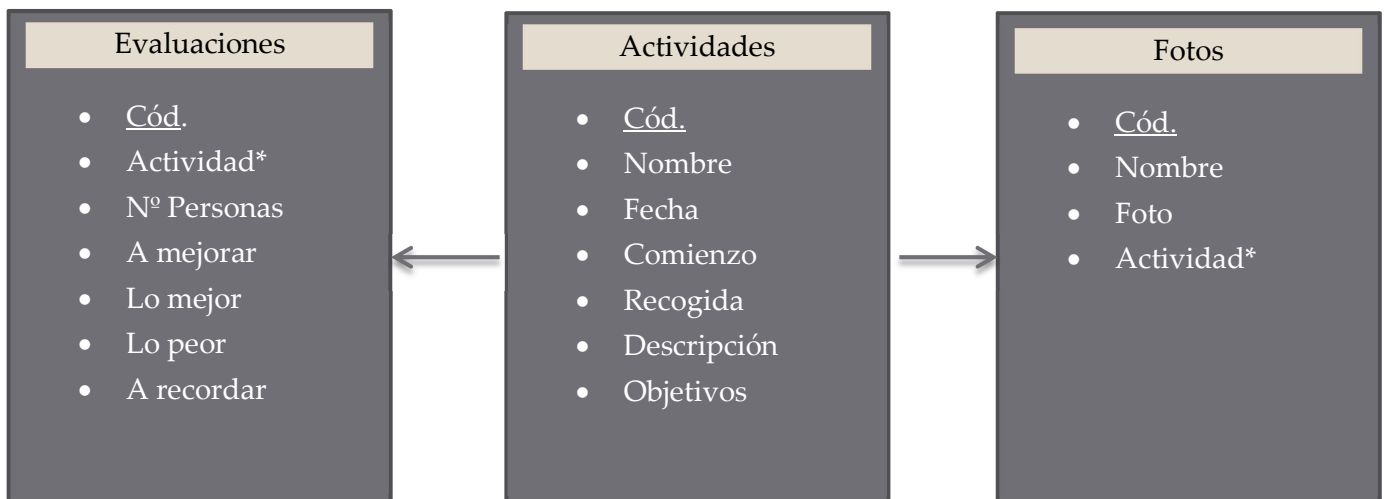 Evaluaciones
• Cód.
• Actividad*
• Nº Personas
• A mejorar
• Lo mejor
• Lo peor
• A recordar
Actividades
• Cód.
• Nombre
• Fecha
• Comienzo
• Recogida
• Descripción
• Objetivos
Fotos
• Cód.
• Nombre
• Foto
• Actividad*